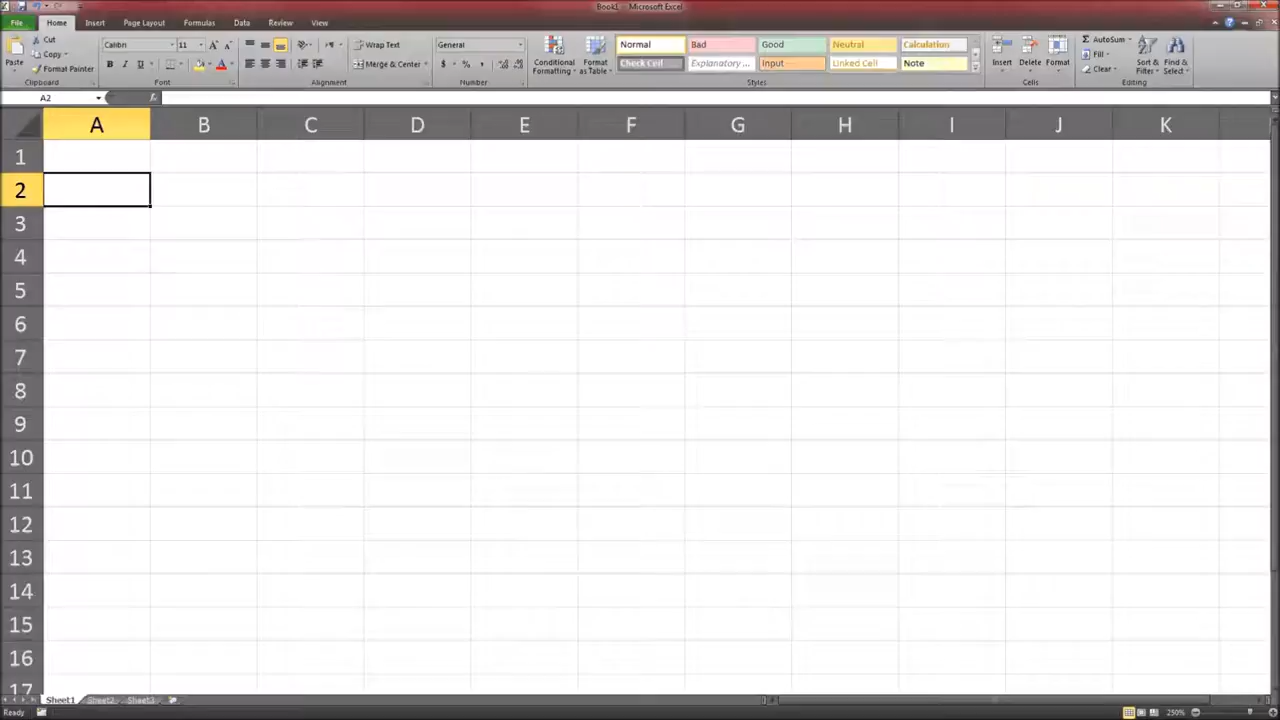 Book1 - Microsoft Excel
File Home Insert Page Layout Formulas Data Review View
Cut
Copy
Format Painter
Paste
Clipboard
Calibri 11
B I U
Font
Wrap Text
Merge & Center
Alignment
General
$ % ,
Number
Conditional Formatting
Format as Table
Normal Bad Good Neutral Calculation
Check Cell Explanatory ... Input Linked Cell Note
Styles
Insert Delete Format
Cells
AutoSum
Fill
Clear
Sort & Filter
Find & Select
Editing
A2 fx
A B C D E F G H I J K
1
2
3
4
5
6
7
8
9
10
11
12
13
14
15
16
17
Sheet1 Sheet2 Sheet3
Ready 250%